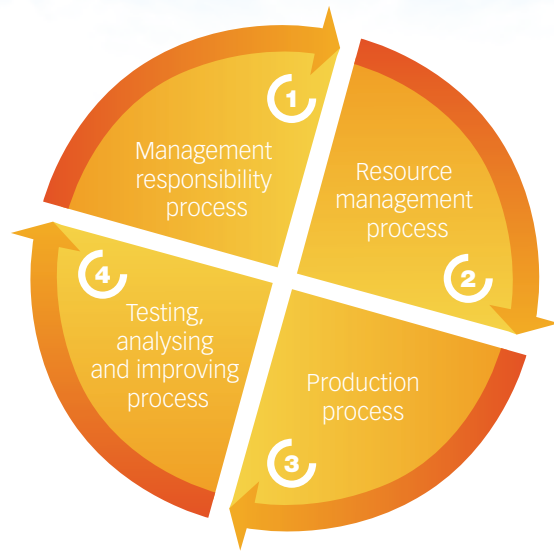 1
Management
responsibility
process
Resource
management
process
2
4
Testing,
analysing
and improving
process
Production
process
3